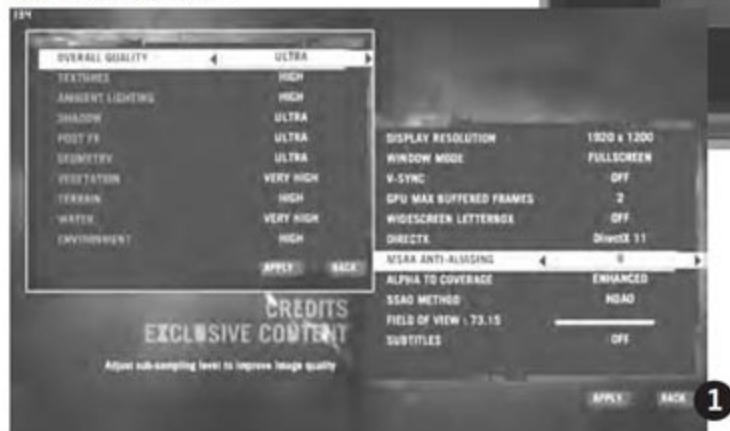 194
OVERALL QUALITY ULTRA
TEXTURES HIGH
AMBIENT LIGHTING HIGH
SHADOW ULTRA
POST FX ULTRA
GEOMETRY ULTRA
VEGETATION VERY HIGH
TERRAIN HIGH
WATER VERY HIGH
ENVIRONMENT HIGH
APPLY BACK
CREDITS
EXCLUSIVE CONTENT
Adjust sub-sampling level to improve image quality
DISPLAY RESOLUTION 1920 x 1200
WINDOW MODE FULLSCREEN
V-SYNC OFF
GPU MAX BUFFERED FRAMES 2
WIDESCREEN LETTERBOX OFF
DIRECTX DirectX 11
MSAA ANTI-ALIASING
ALPHA TO COVERAGE ENHANCED
SSAO METHOD HDAO
FIELD OF VIEW : 73.15
SUBTITLES OFF
APPLY BACK
1